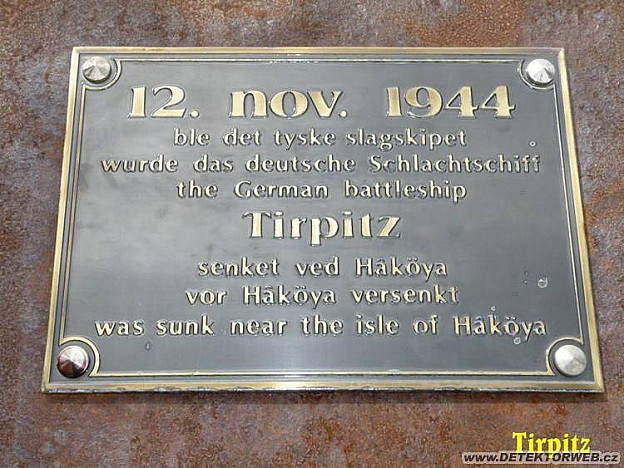 12. nov. 1944
ble det tyske slagskipet
wurde das deutsche Schlachtschiff
the German battleship
Tirpitz
senket ved Håköya
vor Håköya versenkt
was sunk near the isle of Håköya
Tirpitz
www.DETEKTORWEB.cz